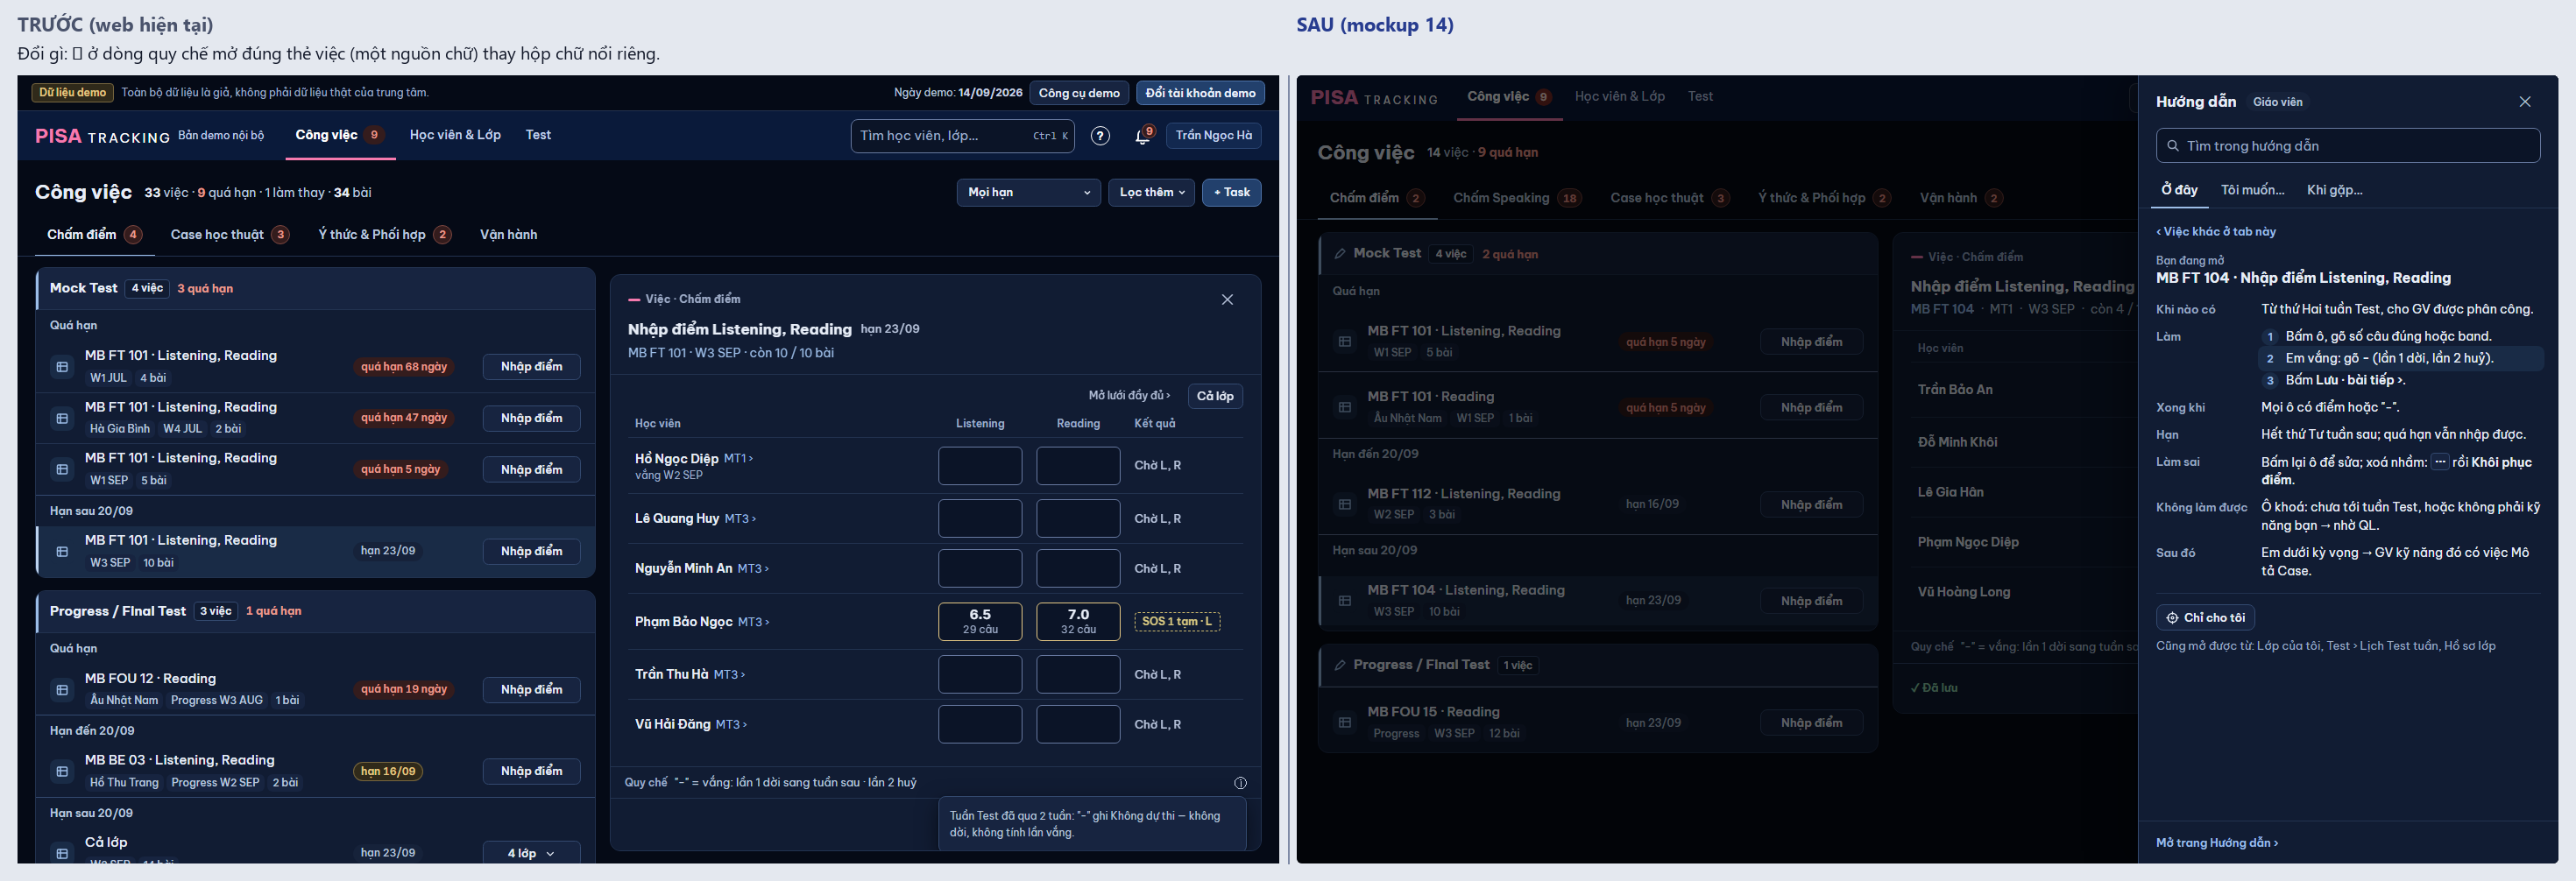 TRƯỚC (web hiện tại)
Đổi gì: ▯ ở dòng quy chế mở đúng thẻ việc (một nguồn chữ) thay hộp chữ nổi riêng.
Dữ liệu demo Toàn bộ dữ liệu là giả, không phải dữ liệu thật của trung tâm.
Ngày demo: 14/09/2026 Công cụ demo Đổi tài khoản demo
PISA TRACKING Bản demo nội bộ Công việc 9 Học viên & Lớp Test
Tìm học viên, lớp... Ctrl K ? 9 Trần Ngọc Hà
Công việc 33 việc · 9 quá hạn · 1 làm thay · 34 bài
Mọi hạn Lọc thêm + Task
Chấm điểm 4 Case học thuật 3 Ý thức & Phối hợp 2 Vận hành
Mock Test 4 việc 3 quá hạn
Quá hạn
MB FT 101 · Listening, Reading quá hạn 68 ngày Nhập điểm
W1 JUL 4 bài
MB FT 101 · Listening, Reading quá hạn 47 ngày Nhập điểm
Hà Gia Bình W4 JUL 2 bài
MB FT 101 · Listening, Reading quá hạn 5 ngày Nhập điểm
W1 SEP 5 bài
Hạn sau 20/09
MB FT 101 · Listening, Reading hạn 23/09 Nhập điểm
W3 SEP 10 bài
Progress / Final Test 3 việc 1 quá hạn
Quá hạn
MB FOU 12 · Reading quá hạn 19 ngày Nhập điểm
Âu Nhật Nam Progress W3 AUG 1 bài
Hạn đến 20/09
MB BE 03 · Listening, Reading hạn 16/09 Nhập điểm
Hồ Thu Trang Progress W2 SEP 2 bài
Hạn sau 20/09
Cả lớp hạn 23/09 4 lớp
W3 SEP 14 bài
Việc · Chấm điểm
Nhập điểm Listening, Reading hạn 23/09
MB FT 101 · W3 SEP · còn 10 / 10 bài
Mở lưới đầy đủ › Cả lớp
Học viên Listening Reading Kết quả
Hồ Ngọc Diệp MT1 › Chờ L, R
vắng W2 SEP
Lê Quang Huy MT3 › Chờ L, R
Nguyễn Minh An MT3 › Chờ L, R
Phạm Bảo Ngọc MT3 › 6.5 7.0 SOS 1 tạm · L
29 câu 32 câu
Trần Thu Hà MT3 › Chờ L, R
Vũ Hải Đăng MT3 › Chờ L, R
Quy chế "-" = vắng: lần 1 dời sang tuần sau · lần 2 huỷ
Tuần Test đã qua 2 tuần: "-" ghi Không dự thi — không
dời, không tính lần vắng.
SAU (mockup 14)
PISA TRACKING Công việc 9 Học viên & Lớp Test
Công việc 14 việc · 9 quá hạn
Chấm điểm 2 Chấm Speaking 18 Case học thuật 3 Ý thức & Phối hợp 2 Vận hành 2
Mock Test 4 việc 2 quá hạn
Quá hạn
MB FT 101 · Listening, Reading quá hạn 5 ngày Nhập điểm
W1 SEP 5 bài
MB FT 101 · Reading quá hạn 5 ngày Nhập điểm
Âu Nhật Nam W1 SEP 1 bài
Hạn đến 20/09
MB FT 112 · Listening, Reading hạn 16/09 Nhập điểm
W2 SEP 3 bài
Hạn sau 20/09
MB FT 104 · Listening, Reading hạn 23/09 Nhập điểm
W3 SEP 10 bài
Progress / Final Test 1 việc
MB FOU 15 · Reading hạn 23/09 Nhập điểm
Progress W3 SEP 12 bài
Việc · Chấm điểm
Nhập điểm Listening, Reading
MB FT 104 · MT1 · W3 SEP · còn 4 /
Học viên
Trần Bảo An
Đỗ Minh Khôi
Lê Gia Hân
Phạm Ngọc Diệp
Vũ Hoàng Long
Quy chế "-" = vắng: lần 1 dời sang tuần sa
✓ Đã lưu
Hướng dẫn Giáo viên
Tìm trong hướng dẫn
Ở đây Tôi muốn... Khi gặp...
‹ Việc khác ở tab này
Bạn đang mở
MB FT 104 · Nhập điểm Listening, Reading
Khi nào có Từ thứ Hai tuần Test, cho GV được phân công.
Làm 1 Bấm ô, gõ số câu đúng hoặc band.
2 Em vắng: gõ - (lần 1 dời, lần 2 huỷ).
3 Bấm Lưu · bài tiếp ›.
Xong khi Mọi ô có điểm hoặc "-".
Hạn Hết thứ Tư tuần sau; quá hạn vẫn nhập được.
Làm sai Bấm lại ô để sửa; xoá nhầm: ··· rồi Khôi phục
điểm.
Không làm được Ô khoá: chưa tới tuần Test, hoặc không phải kỹ
năng bạn → nhờ QL.
Sau đó Em dưới kỳ vọng → GV kỹ năng đó có việc Mô
tả Case.
Chỉ cho tôi
Cũng mở được từ: Lớp của tôi, Test › Lịch Test tuần, Hồ sơ lớp
Mở trang Hướng dẫn ›